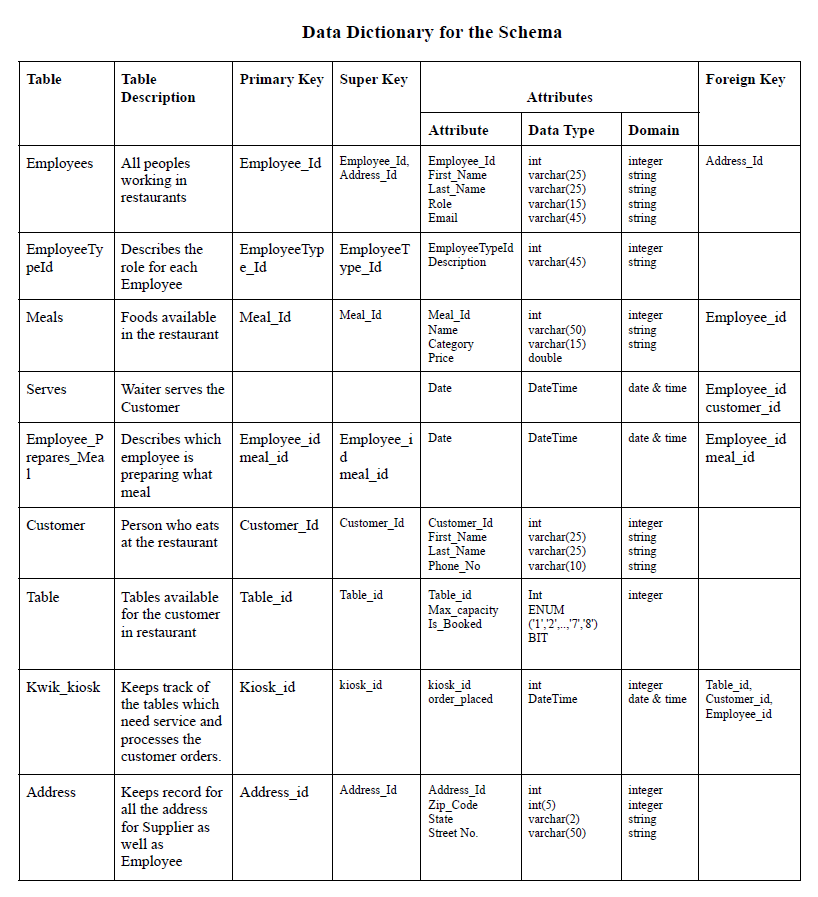 Data Dictionary for the Schema
Table
Table
Description
Primary Key
Super Key
Attributes
Foreign Key
Attribute
Data Type
Domain
Employees
All peoples
working in
restaurants
Employee_Id
Employee_Id,
Address_Id
Employee_Id
First_Name
Last_Name
Role
Email
int
varchar(25)
varchar(25)
varchar(15)
varchar(45)
integer
string
string
string
string
Address_Id
EmployeeTy
peId
Describes the
role for each
Employee
EmployeeTyp
e_Id
EmployeeT
ype_Id
EmployeeTypeId
Description
int
varchar(45)
integer
string
Meals
Foods available
in the restaurant
Meal_Id
Meal_Id
Meal_Id
Name
Category
Price
int
varchar(50)
varchar(15)
double
integer
string
string
Employee_id
Serves
Waiter serves the
Customer
Date
DateTime
date & time
Employee_id
customer_id
Employee_P
repares_Mea
l
Describes which
employee is
preparing what
meal
Employee_id
meal_id
Employee_i
d
meal_id
Date
DateTime
date & time
Employee_id
meal_id
Customer
Person who eats
at the restaurant
Customer_Id
Customer_Id
Customer_Id
First_Name
Last_Name
Phone_No
int
varchar(25)
varchar(25)
varchar(10)
integer
string
string
string
Table
Tables available
for the customer
in restaurant
Table_id
Table_id
Table_id
Max_capacity
Is_Booked
Int
ENUM
('1','2',..,'7','8')
BIT
integer
Kwik_kiosk
Keeps track of
the tables which
need service and
processes the
customer orders.
Kiosk_id
kiosk_id
kiosk_id
order_placed
int
DateTime
integer
date & time
Table_id,
Customer_id,
Employee_id
Address
Keeps record for
all the address
for Supplier as
well as
Employee
Address_id
Address_Id
Address_Id
Zip_Code
State
Street No.
int
int(5)
varchar(2)
varchar(50)
integer
integer
string
string